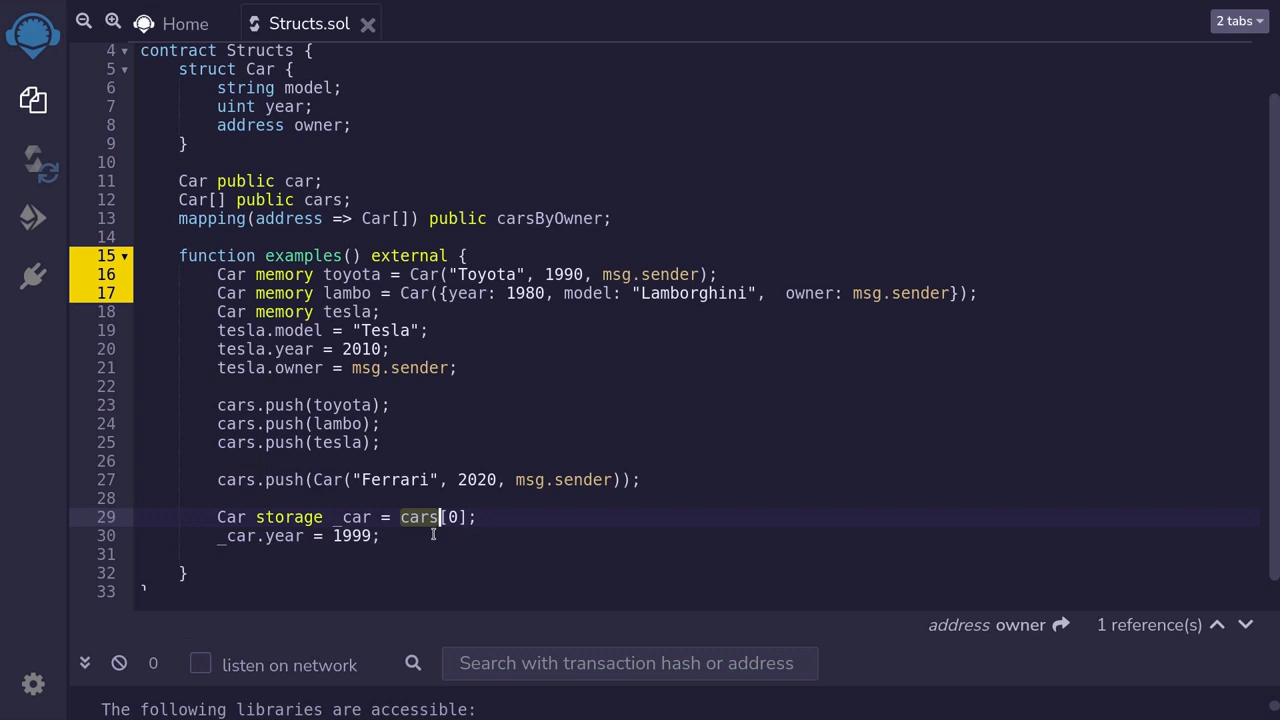 Home
Structs.sol
2 tabs
4 contract Structs {
5 struct Car {
6 string model;
7 uint year;
8 address owner;
9 }
10
11 Car public car;
12 Car[] public cars;
13 mapping(address => Car[]) public carsByOwner;
14
15 function examples() external {
16 Car memory toyota = Car("Toyota", 1990, msg.sender);
17 Car memory lambo = Car({year: 1980, model: "Lamborghini",  owner: msg.sender});
18 Car memory tesla;
19 tesla.model = "Tesla";
20 tesla.year = 2010;
21 tesla.owner = msg.sender;
22
23 cars.push(toyota);
24 cars.push(lambo);
25 cars.push(tesla);
26
27 cars.push(Car("Ferrari", 2020, msg.sender));
28
29 Car storage _car = cars[0];
30 _car.year = 1999;
31
32 }
33 }
address owner 1 reference(s)
0 listen on network Search with transaction hash or address
The following libraries are accessible: